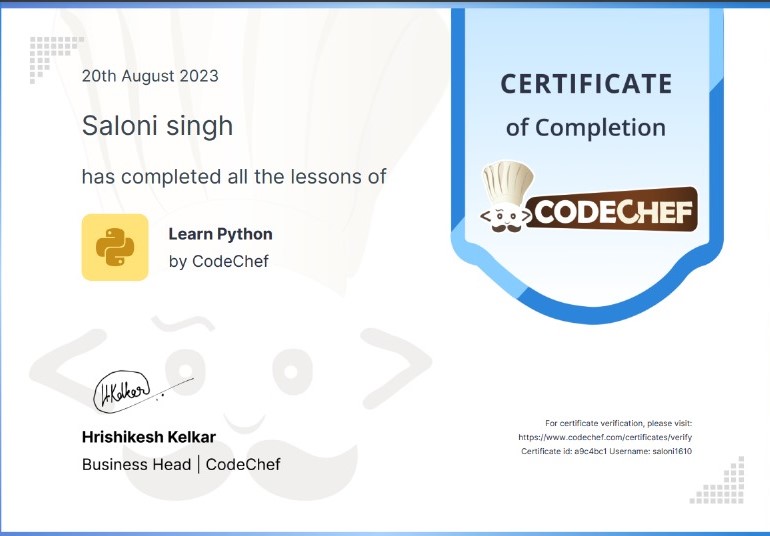 20th August 2023
Saloni singh
has completed all the lessons of
Learn Python
by CodeChef
CERTIFICATE
of Completion
CODECHEF
HKelkar
Hrishikesh Kelkar
Business Head | CodeChef
For certificate verification, please visit:
https://www.codechef.com/certificates/verify
Certificate id: a9c4bc1 Username: saloni1610